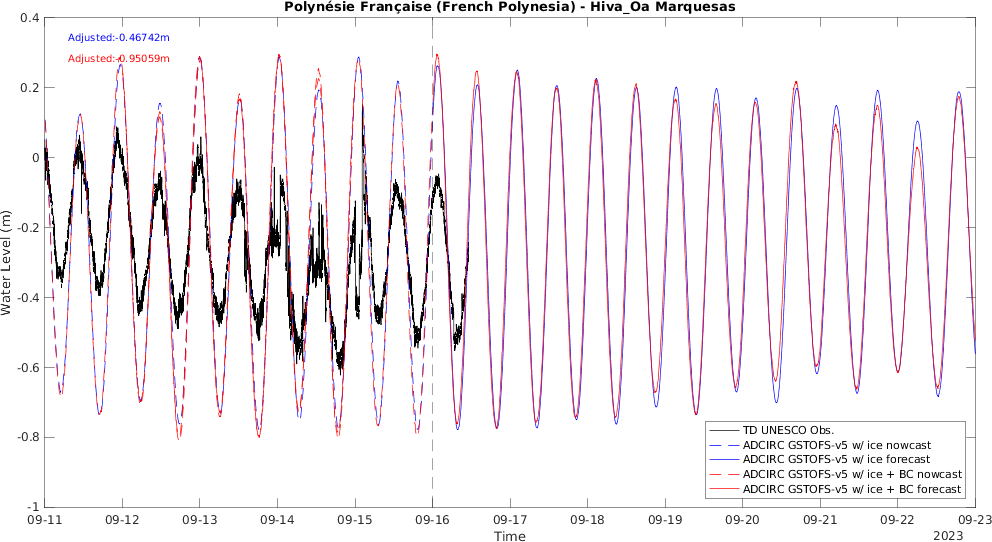 Polynésie Française (French Polynesia) - Hiva_Oa Marquesas
Adjusted:-0.46742m
Adjusted:-0.95059m
0.4
0.2
0
-0.2
-0.4
-0.6
-0.8
-1
Water Level (m)
TD UNESCO Obs.
ADCIRC GSTOFS-v5 w/ ice nowcast
ADCIRC GSTOFS-v5 w/ ice forecast
ADCIRC GSTOFS-v5 w/ ice + BC nowcast
ADCIRC GSTOFS-v5 w/ ice + BC forecast
09-11 09-12 09-13 09-14 09-15 09-16 09-17 09-18 09-19 09-20 09-21 09-22 09-23
Time
2023